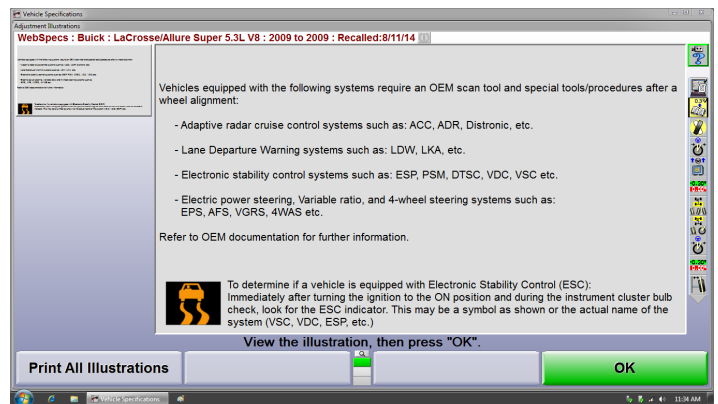 Vehicle Specifications
Adjustment Illustrations
WebSpecs : Buick : LaCrosse/Allure Super 5.3L V8 : 2009 to 2009 : Recalled:8/11/14
Vehicles equipped with the following systems require an OEM scan tool and special tools/procedures after a
wheel alignment:
- Adaptive radar cruise control systems such as: ACC, ADR, Distronic, etc.
- Lane Departure Warning systems such as: LDW, LKA, etc.
- Electronic stability control systems such as: ESP, PSM, DTSC, VDC, VSC etc.
- Electric power steering, Variable ratio, and 4-wheel steering systems such as:
EPS, AFS, VGRS, 4WAS etc.
Refer to OEM documentation for further information.
To determine if a vehicle is equipped with Electronic Stability Control (ESC):
Immediately after turning the ignition to the ON position and during the instrument cluster bulb
check, look for the ESC indicator. This may be a symbol as shown or the actual name of the
system (VSC, VDC, ESP, etc.)
View the illustration, then press "OK".
Print All Illustrations
OK
Vehicle Specifications
11:34 AM